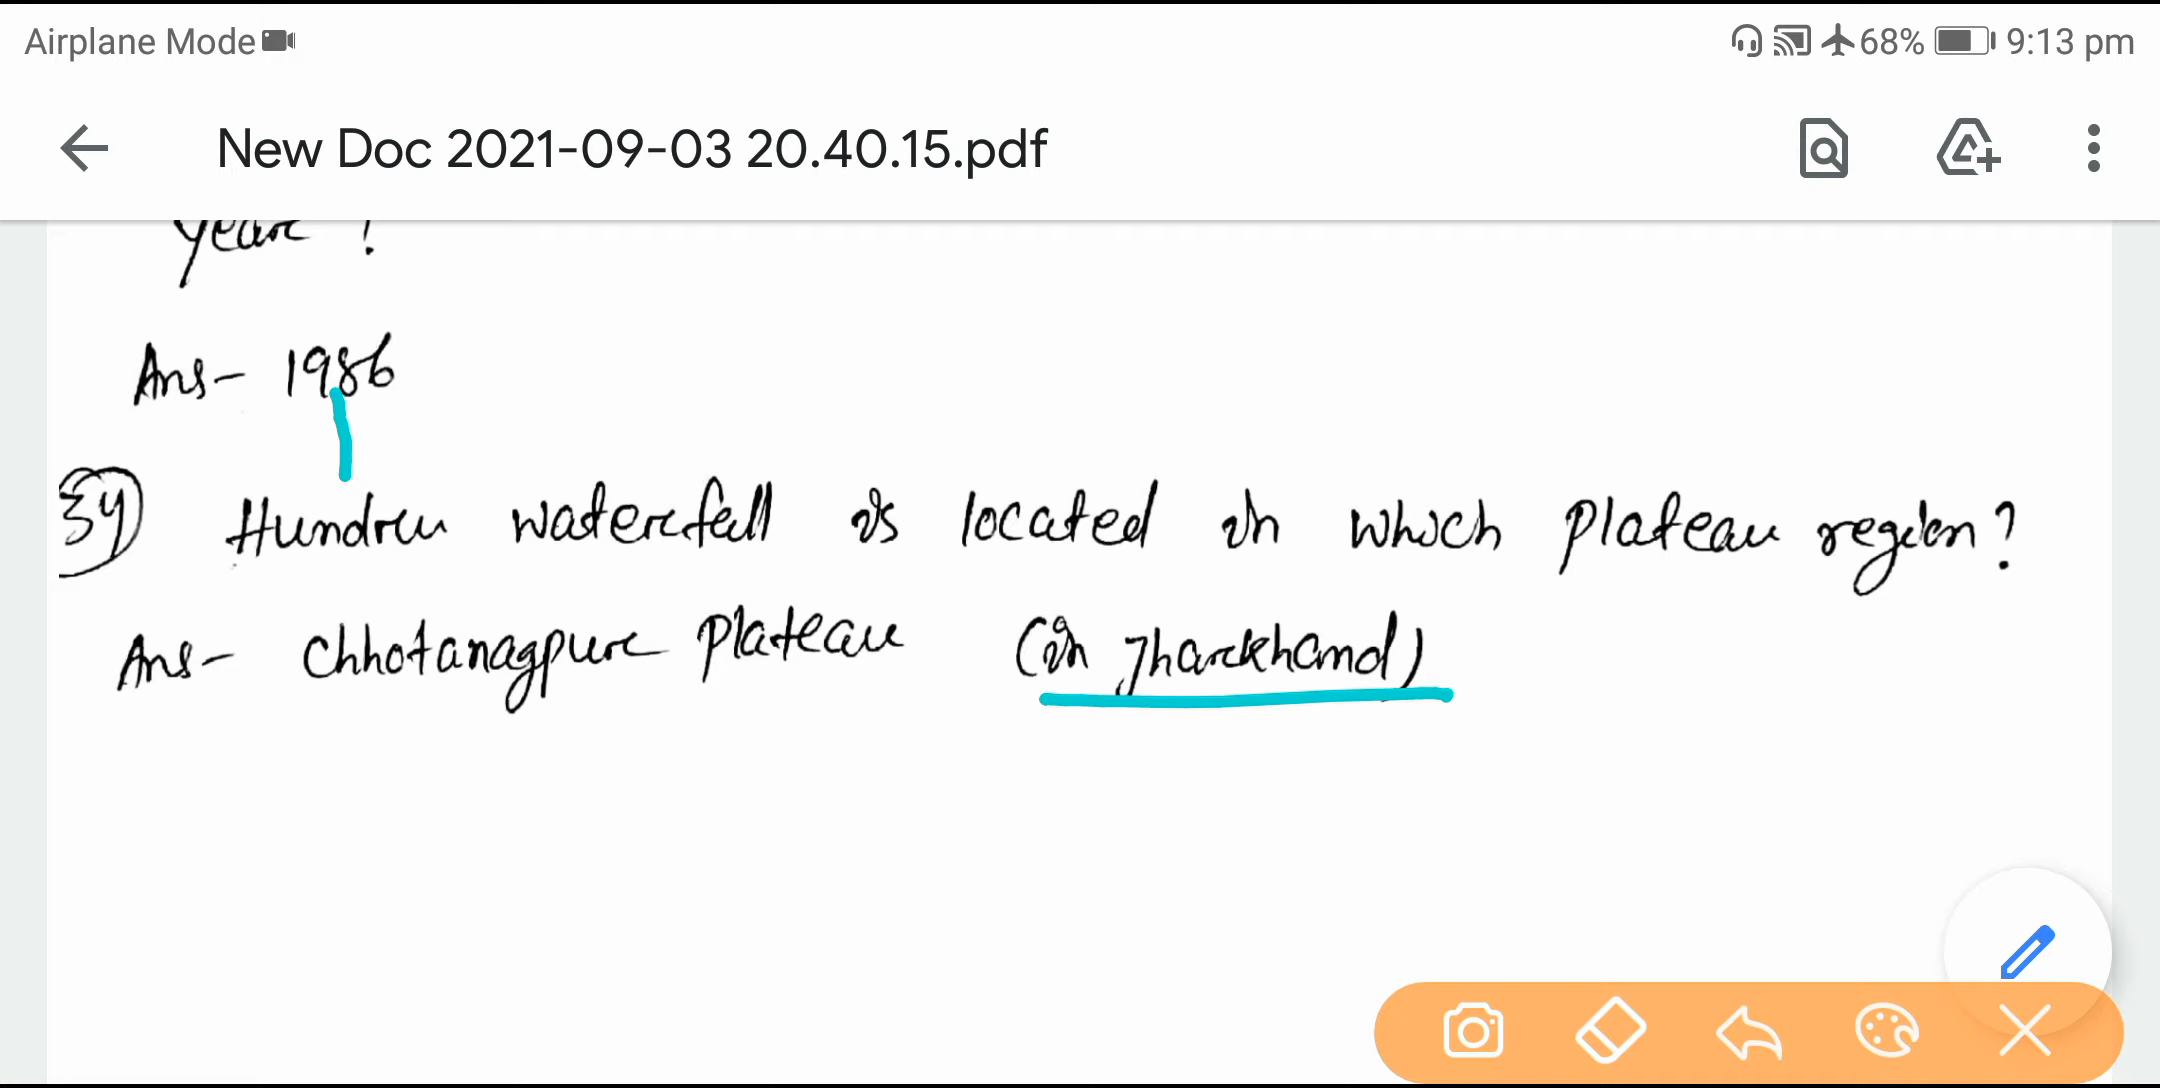 Airplane Mode 68% 9:13 pm
New Doc 2021-09-03 20.40.15.pdf
year ?
Ans- 1986
34) Hundru waterfall is located in which plateau region?
Ans- Chhotanagpur plateau (in Jharkhand)